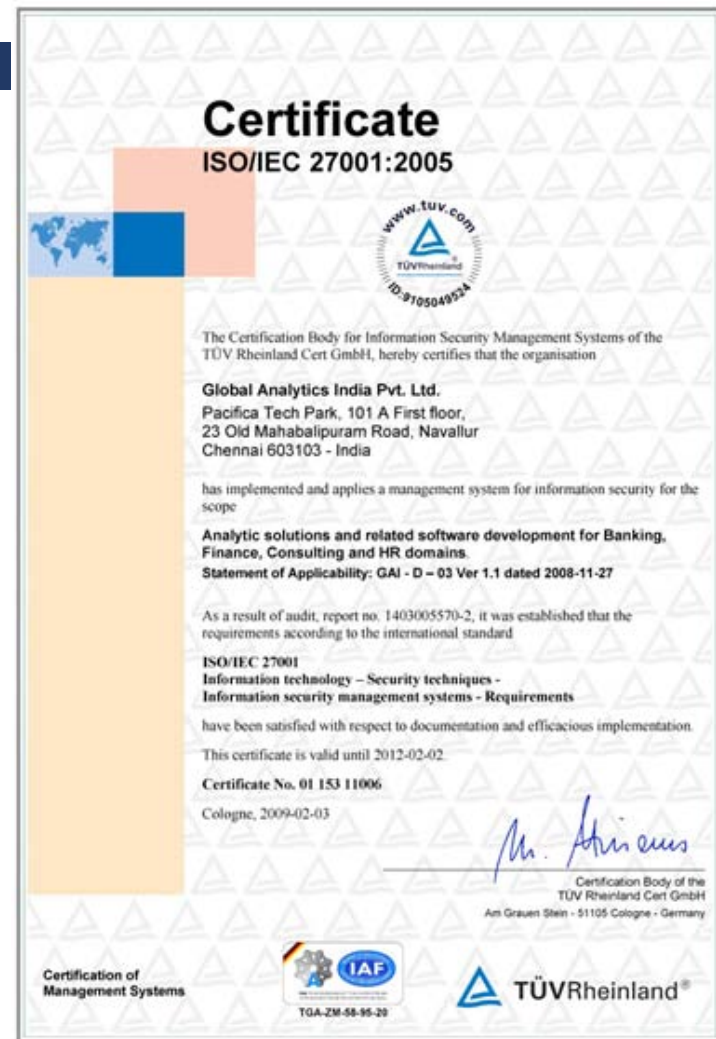 Certificate
ISO/IEC 27001:2005
www.tuv.com
TÜVRheinland
ID:9105049524
The Certification Body for Information Security Management Systems of the
TÜV Rheinland Cert GmbH, hereby certifies that the organisation
Global Analytics India Pvt. Ltd.
Pacifica Tech Park, 101 A First floor,
23 Old Mahabalipuram Road, Navallur
Chennai 603103 - India
has implemented and applies a management system for information security for the
scope
Analytic solutions and related software development for Banking,
Finance, Consulting and HR domains.
Statement of Applicability: GAI - D – 03 Ver 1.1 dated 2008-11-27
As a result of audit, report no. 1403005570-2, it was established that the
requirements according to the international standard
ISO/IEC 27001
Information technology – Security techniques -
Information security management systems - Requirements
have been satisfied with respect to documentation and efficacious implementation.
This certificate is valid until 2012-02-02.
Certificate No. 01 153 11006
Cologne, 2009-02-03
Certification Body of the
TÜV Rheinland Cert GmbH
Am Grauen Stein - 51105 Cologne - Germany
Certification of
Management Systems
IAF
TGA-ZM-58-95-20
TÜVRheinland®